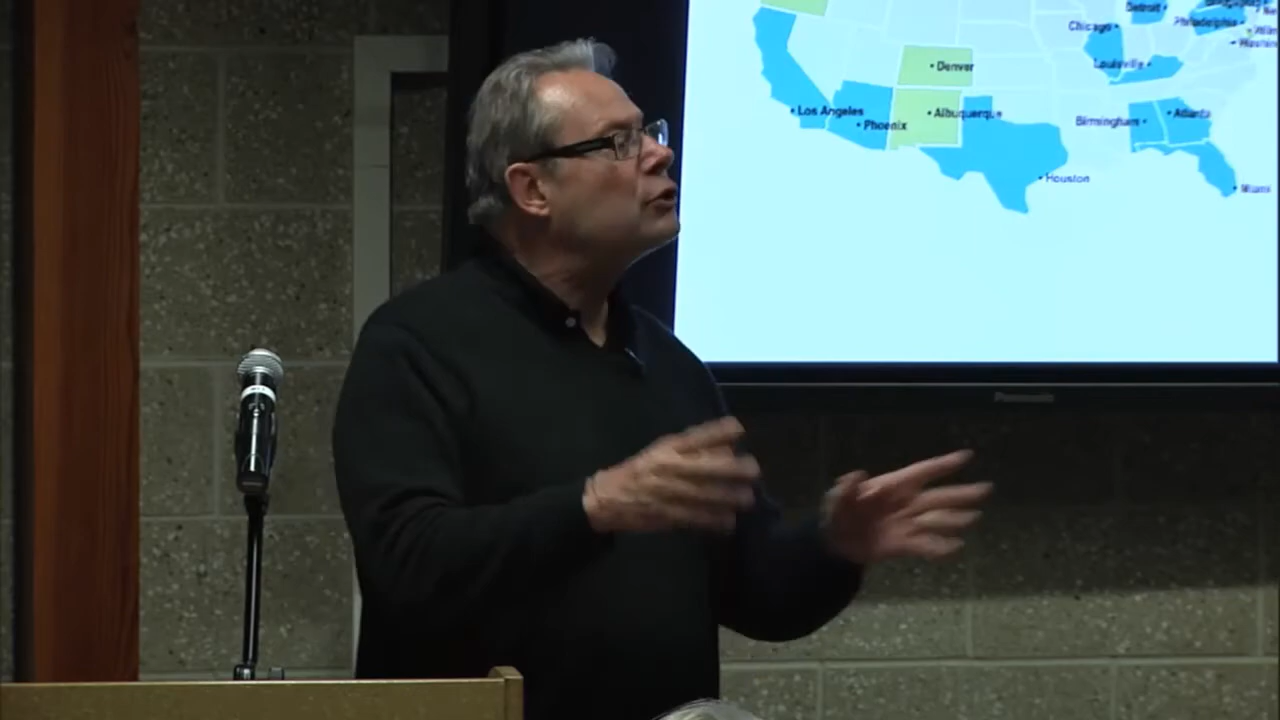 Detroit
Chicago
Philadelphia
Denver
Louisville
Los Angeles
Albuquerque
Birmingham
Atlanta
Phoenix
Houston
Miami
Panasonic